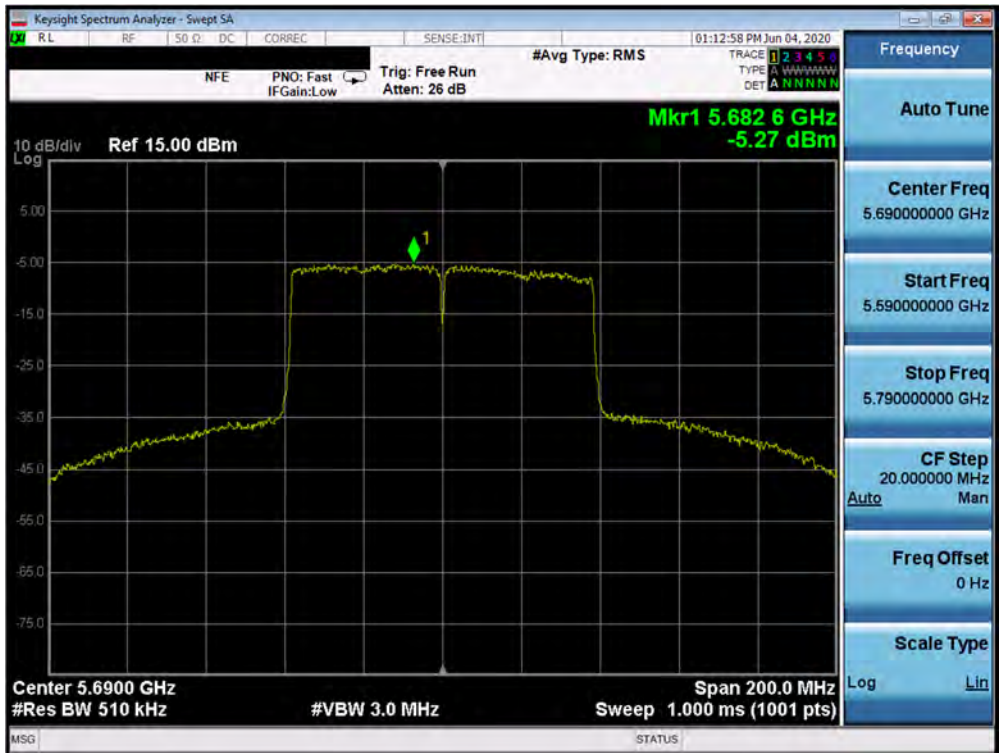 Keysight Spectrum Analyzer - Swept SA
LXI RL RF 50 Ω DC CORREC SENSE:INT 01:12:58 PM Jun 04, 2020
NFE PNO: Fast Trig: Free Run #Avg Type: RMS TRACE 1 2 3 4 5 6
IFGain:Low Atten: 26 dB TYPE A WWWWW
DET A N N N N N
Mkr1 5.682 6 GHz
-5.27 dBm
10 dB/div Ref 15.00 dBm
Log
5.00
-5.00
-15.0
-25.0
-35.0
-45.0
-55.0
-65.0
-75.0
1
Center 5.6900 GHz Span 200.0 MHz
#Res BW 510 kHz #VBW 3.0 MHz Sweep 1.000 ms (1001 pts)
MSG STATUS
Frequency
Auto Tune
Center Freq
5.690000000 GHz
Start Freq
5.590000000 GHz
Stop Freq
5.790000000 GHz
CF Step
20.000000 MHz
Auto Man
Freq Offset
0 Hz
Scale Type
Log Lin